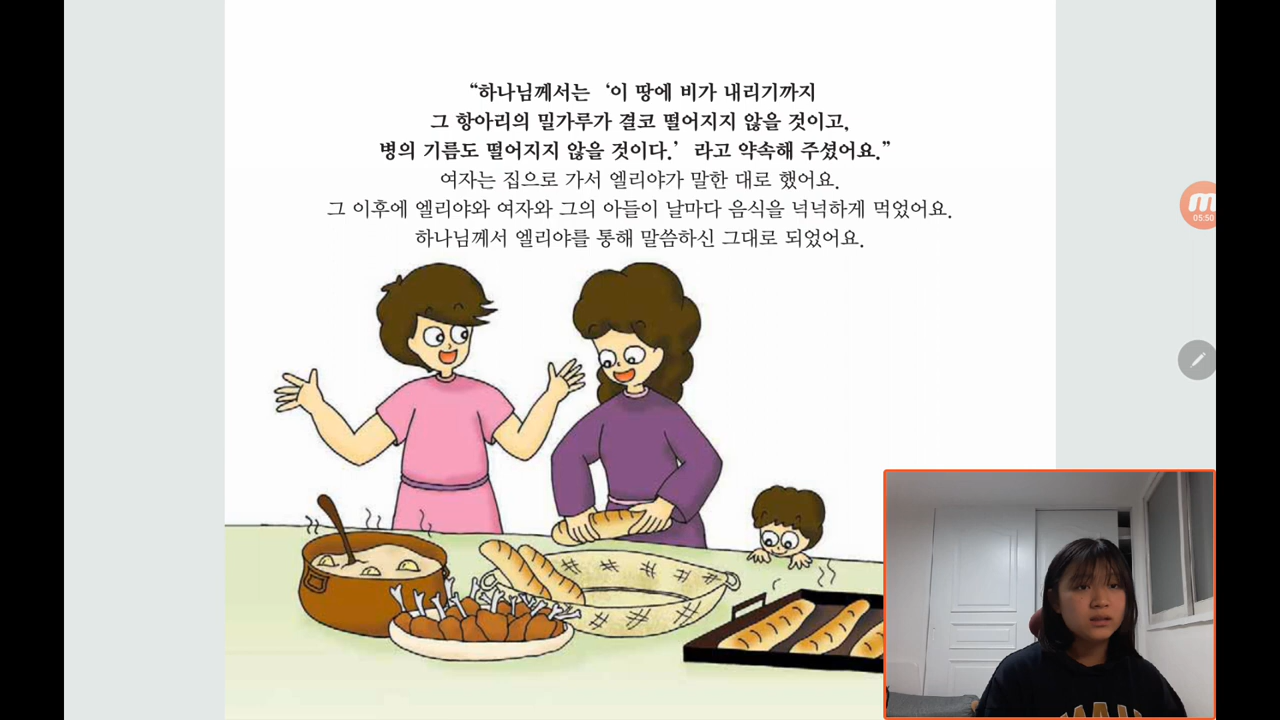 “하나님께서는 ‘이 땅에 비가 내리기까지
그 항아리의 밀가루가 결코 떨어지지 않을 것이고,
병의 기름도 떨어지지 않을 것이다.’ 라고 약속해 주셨어요.”
여자는 집으로 가서 엘리야가 말한 대로 했어요.
그 이후에 엘리야와 여자와 그의 아들이 날마다 음식을 넉넉하게 먹었어요.
하나님께서 엘리야를 통해 말씀하신 그대로 되었어요.
m
05:50